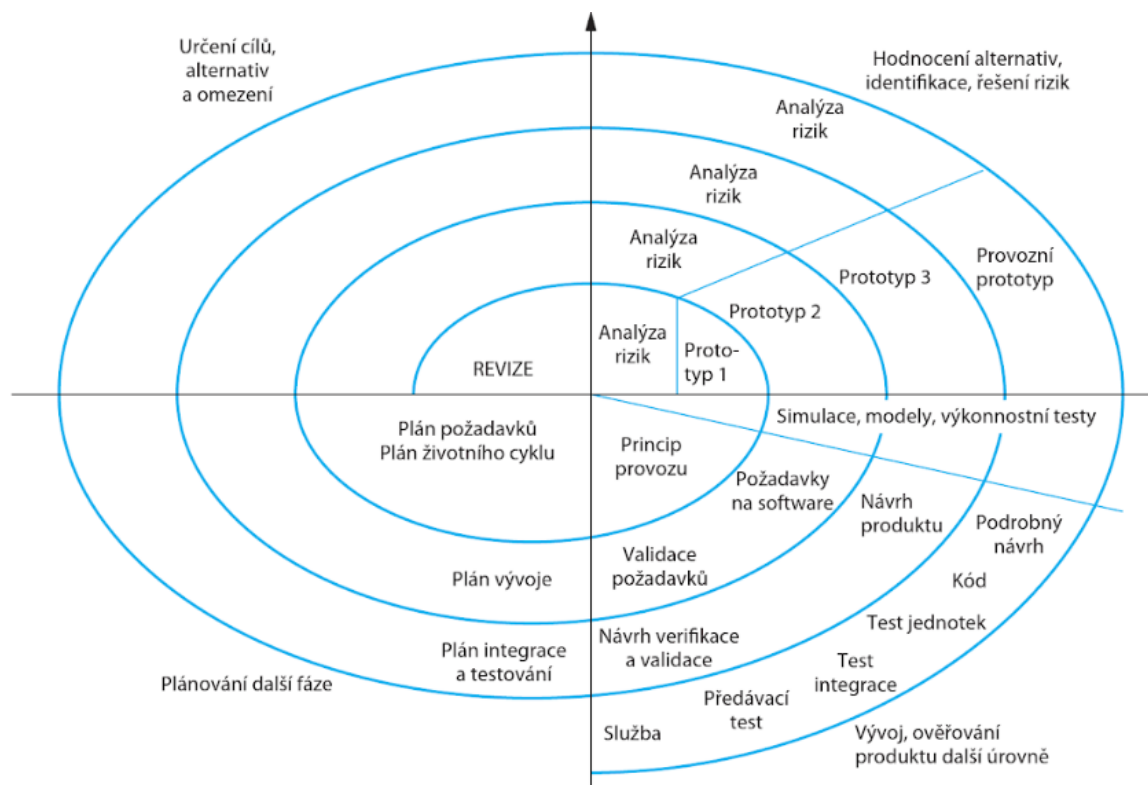 Určení cílů,
alternativ
a omezení
Hodnocení alternativ,
identifikace, řešení rizik
Analýza
rizik
Analýza
rizik
Analýza
rizik
Analýza
rizik
Provozní
prototyp
Prototyp 3
Prototyp 2
Proto-
typ 1
REVIZE
Simulace, modely, výkonnostní testy
Plán požadavků
Plán životního cyklu
Princip
provozu
Požadavky
na software
Návrh
produktu
Podrobný
návrh
Plán vývoje
Validace
požadavků
Kód
Test jednotek
Plán integrace
a testování
Návrh verifikace
a validace
Test
integrace
Plánování další fáze
Předávací
test
Služba
Vývoj, ověřování
produktu další úrovně